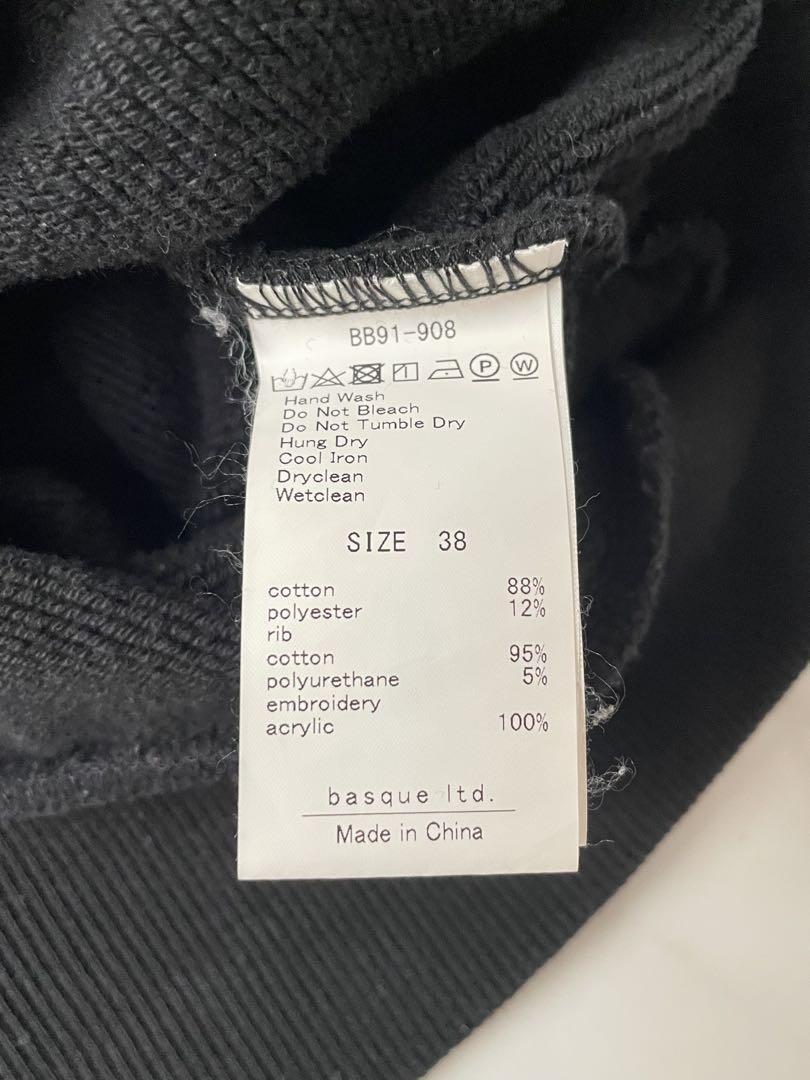 BB91-908
P W
Hand Wash
Do Not Bleach
Do Not Tumble Dry
Hung Dry
Cool Iron
Dryclean
Wetclean
SIZE 38
cotton 88%
polyester 12%
rib
cotton 95%
polyurethane 5%
embroidery
acrylic 100%
basque ltd.
Made in China